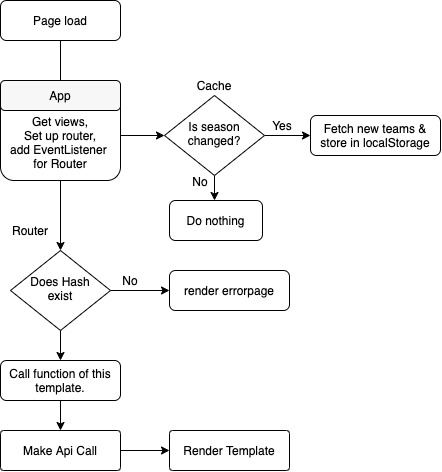 Page load
App
Get views,
Set up router,
add EventListener
for Router
Cache
Is season
changed?
Yes
Fetch new teams &
store in localStorage
No
Do nothing
Router
Does Hash
exist
No
render errorpage
Call function of this
template.
Make Api Call
Render Template